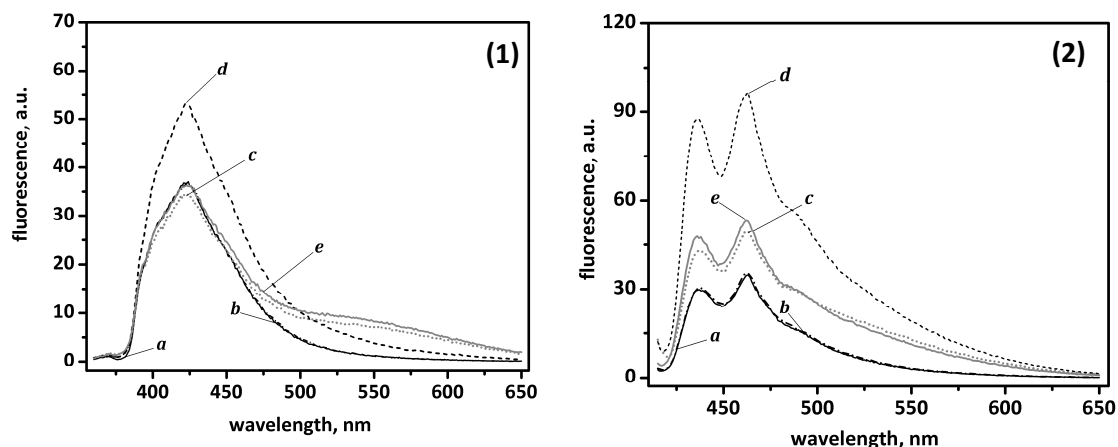 70
60
50
40
30
20
10
0
fluorescence, a.u.
(1)
d
c
e
b
a
400 450 500 550 600 650
wavelength, nm
120
90
60
30
0
fluorescence, a.u.
(2)
d
e
c
b
a
450 500 550 600 650
wavelength, nm